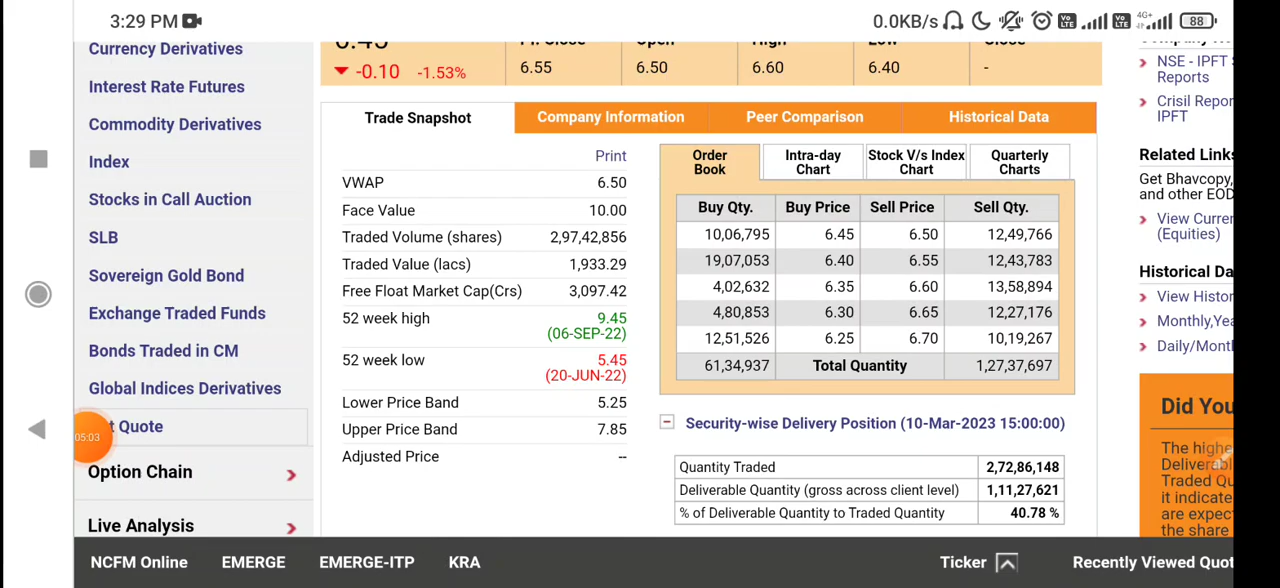 3:29 PM
0.0KB/s
4G+
88
Currency Derivatives
Interest Rate Futures
Commodity Derivatives
Index
Stocks in Call Auction
SLB
Sovereign Gold Bond
Exchange Traded Funds
Bonds Traded in CM
Global Indices Derivatives
Quote
05:03
Option Chain
Live Analysis
-0.10 -1.53%
Open High
6.55 6.50 6.60 6.40 -
Trade Snapshot Company Information Peer Comparison Historical Data
Print
VWAP 6.50
Face Value 10.00
Traded Volume (shares) 2,97,42,856
Traded Value (lacs) 1,933.29
Free Float Market Cap(Crs) 3,097.42
52 week high 9.45
(06-SEP-22)
52 week low 5.45
(20-JUN-22)
Lower Price Band 5.25
Upper Price Band 7.85
Adjusted Price --
Order Book
Intra-day Chart
Stock V/s Index Chart
Quarterly Charts
Buy Qty. Buy Price Sell Price Sell Qty.
10,06,795 6.45 6.50 12,49,766
19,07,053 6.40 6.55 12,43,783
4,02,632 6.35 6.60 13,58,894
4,80,853 6.30 6.65 12,27,176
12,51,526 6.25 6.70 10,19,267
61,34,937 Total Quantity 1,27,37,697
Security-wise Delivery Position (10-Mar-2023 15:00:00)
Quantity Traded 2,72,86,148
Deliverable Quantity (gross across client level) 1,11,27,621
% of Deliverable Quantity to Traded Quantity 40.78 %
NSE - IPFT
Reports
Crisil Repor
IPFT
Related Link
Get Bhavcopy,
and other EOD
View Curre
(Equities)
Historical Da
View Histor
Monthly,Yea
Daily/Mont
Did You
The highe
Deliverabl
Traded Qu
it indicate
are expec
the share
NCFM Online EMERGE EMERGE-ITP KRA Ticker Recently Viewed Quot